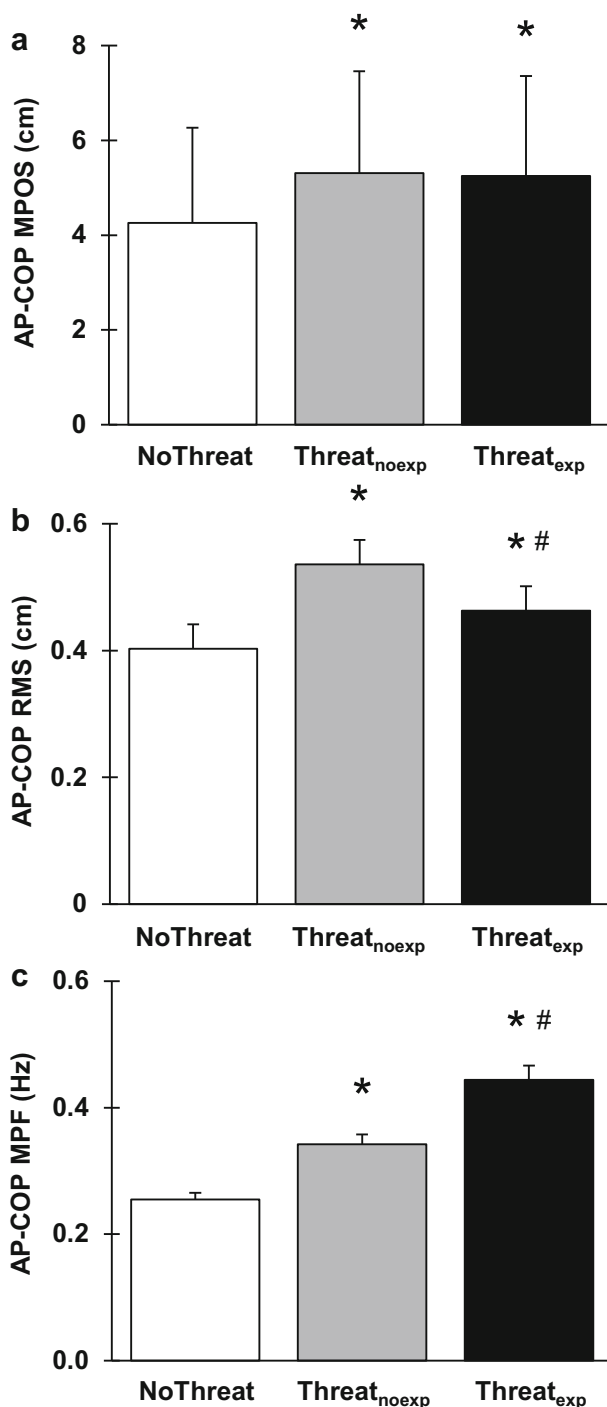 a
AP-COP MPOS (cm)
8
6
4
2
0
* *
NoThreat Threatnoexp Threatexp
b
AP-COP RMS (cm)
0.6
0.4
0.2
0
* * #
NoThreat Threatnoexp Threatexp
c
AP-COP MPF (Hz)
0.6
0.4
0.2
0.0
* * #
NoThreat Threatnoexp Threatexp